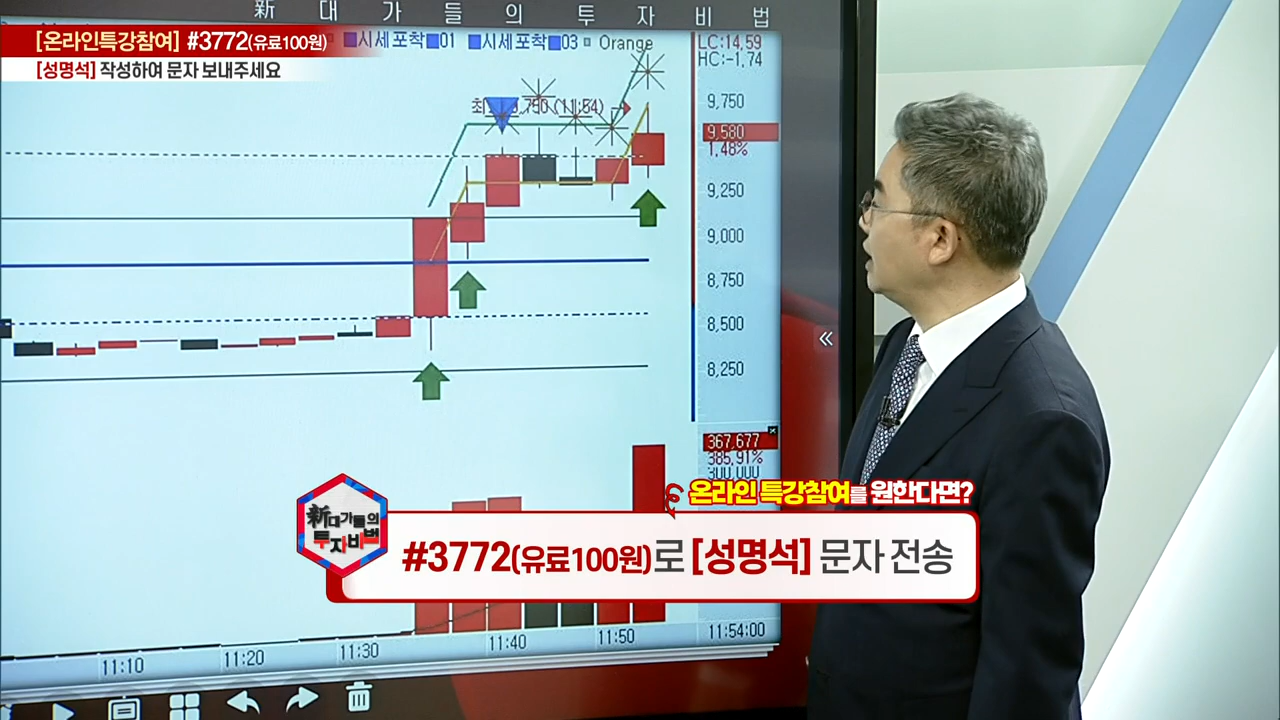 新 대 가 들 의 투 자 비 법
[온라인특강참여] #3772(유료100원)
[성명석] 작성하여 문자 보내주세요
시세포착 01 시세포착 03 Orange
LC:14,59
HC:-1,74
(11:54)
9,750
9,580
1,48%
9,250
9,000
8,750
8,500
8,250
367,677
385,91%
300,000
온라인 특강참여를 원한다면?
新대가들의
투자비법
#3772(유료100원)로 [성명석] 문자 전송
11:10
11:20
11:30
11:40
11:50
11:54:00